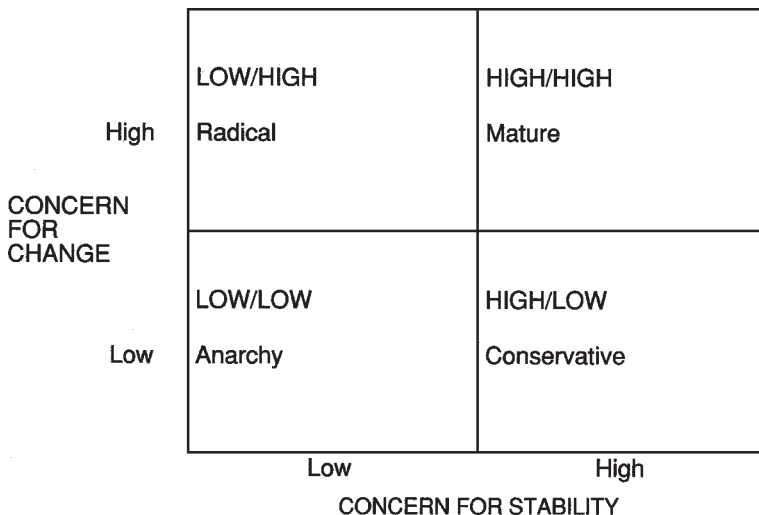 LOW/HIGH
HIGH/HIGH
High
Radical
Mature
CONCERN
FOR
CHANGE
LOW/LOW
HIGH/LOW
Low
Anarchy
Conservative
Low
High
CONCERN FOR STABILITY